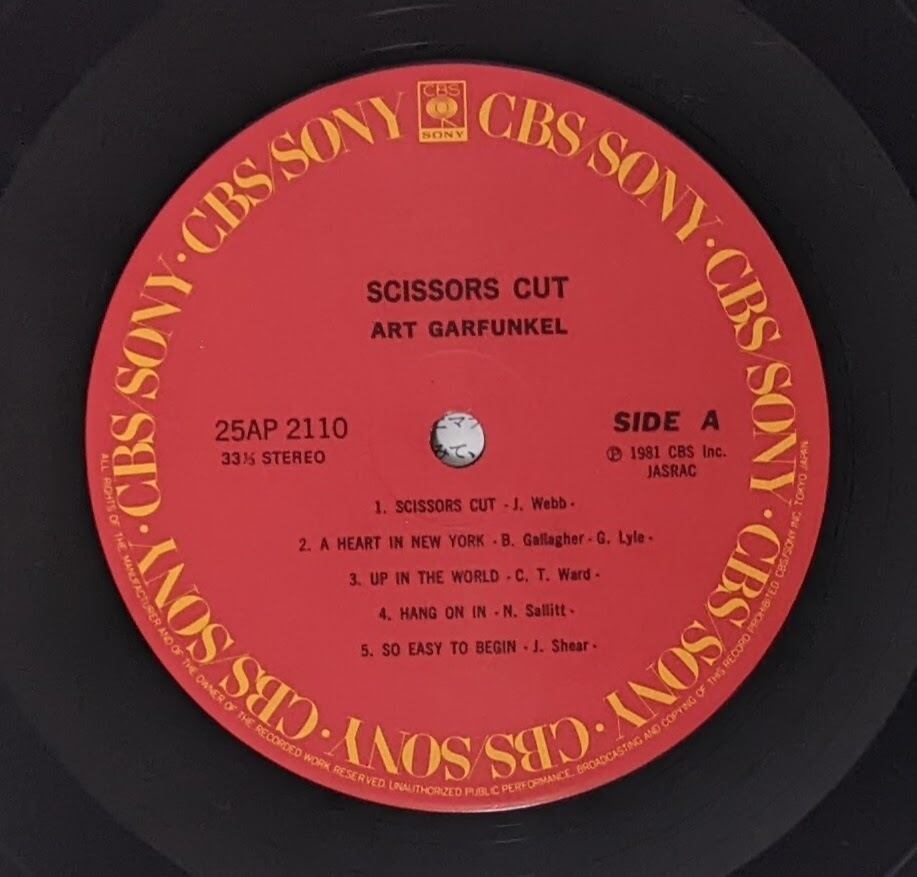 CBS
SONY
CBS/SONY · CBS/SONY · CBS/SONY · CBS/SONY · CBS/SONY · CBS/SONY · CBS/SONY · CBS/SONY
SCISSORS CUT
ART GARFUNKEL
25AP 2110
33⅓ STEREO
SIDE A
℗ 1981 CBS Inc.
JASRAC
1. SCISSORS CUT - J. Webb -
2. A HEART IN NEW YORK - B. Gallagher - G. Lyle -
3. UP IN THE WORLD - C. T. Ward -
4. HANG ON IN - N. Sallitt -
5. SO EASY TO BEGIN - J. Shear -
ALL RIGHTS OF THE MANUFACTURER AND OF THE OWNER OF THE RECORDED WORK RESERVED. UNAUTHORIZED PUBLIC PERFORMANCE, BROADCASTING AND COPYING OF THIS RECORD PROHIBITED. CBS/SONY INC. TOKYO JAPAN